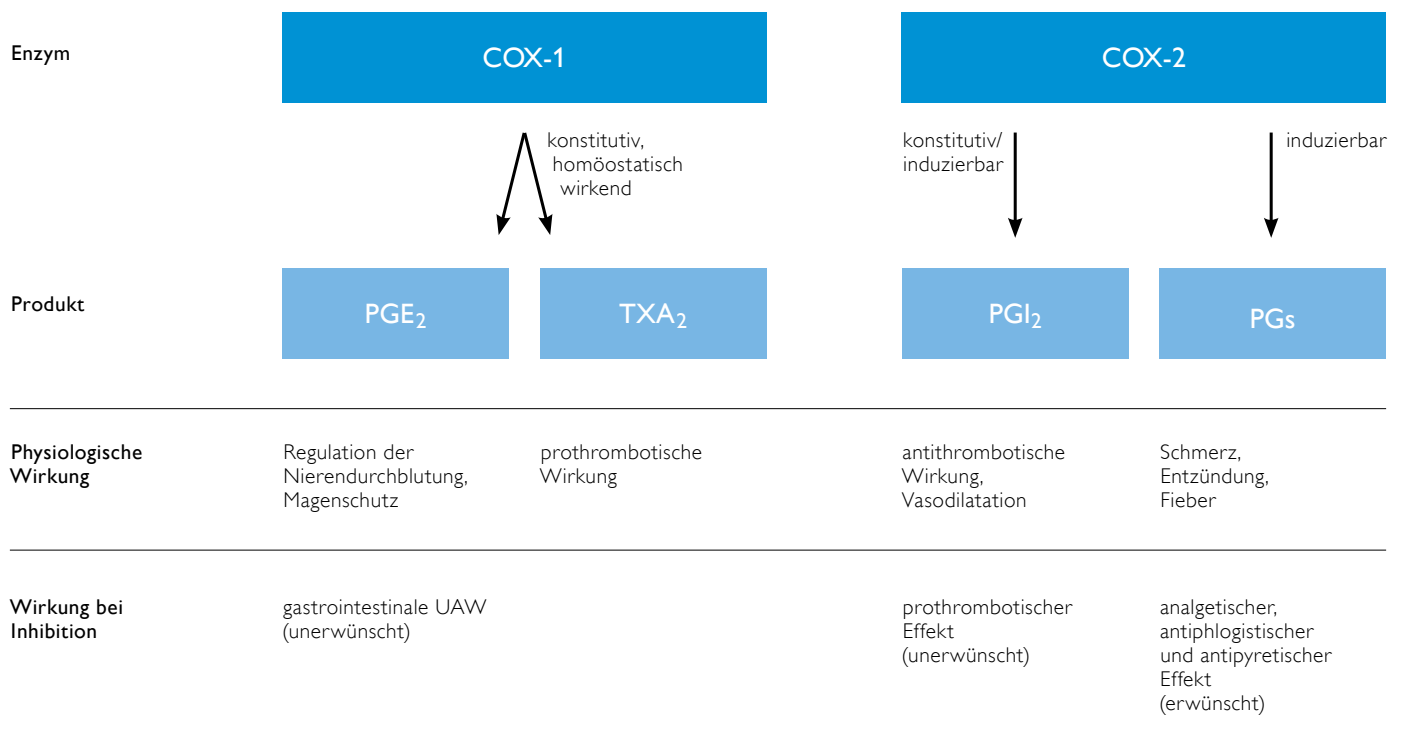 Enzym
COX-1
COX-2
konstitutiv,
homöostatisch
wirkend
konstitutiv/
induzierbar
induzierbar
Produkt
PGE₂
TXA₂
PGI₂
PGs
Physiologische
Wirkung
Regulation der
Nierendurchblutung,
Magenschutz
prothrombotische
Wirkung
antithrombotische
Wirkung,
Vasodilatation
Schmerz,
Entzündung,
Fieber
Wirkung bei
Inhibition
gastrointestinale UAW
(unerwünscht)
prothrombotischer
Effekt
(unerwünscht)
analgetischer,
antiphlogistischer
und antipyretischer
Effekt
(erwünscht)